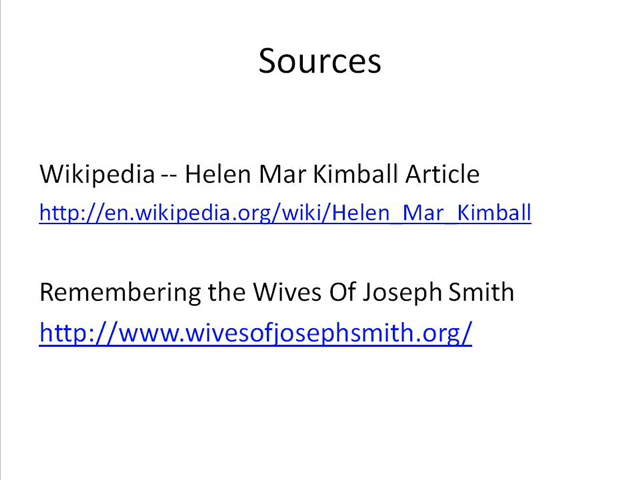 Sources
Wikipedia -- Helen Mar Kimball Article
http://en.wikipedia.org/wiki/Helen_Mar_Kimball
Remembering the Wives Of Joseph Smith
http://www.wivesofjosephsmith.org/